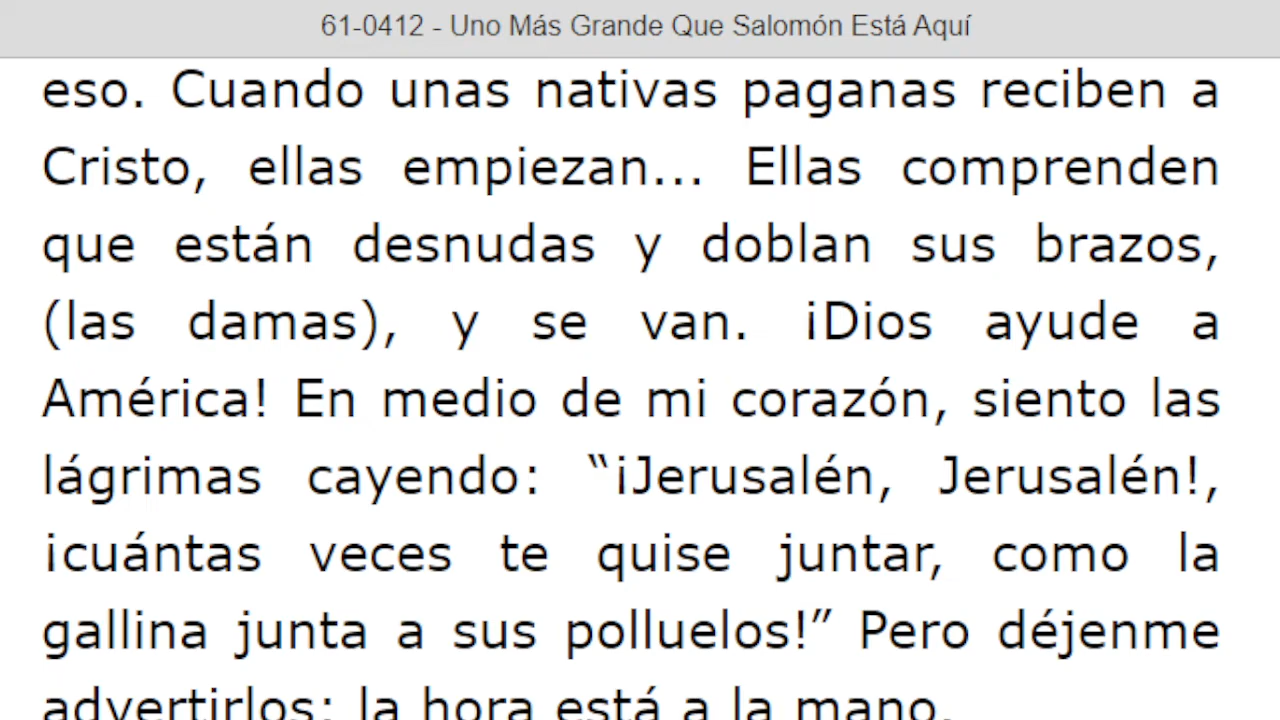 61-0412 - Uno Más Grande Que Salomón Está Aquí
eso. Cuando unas nativas paganas reciben a
Cristo, ellas empiezan... Ellas comprenden
que están desnudas y doblan sus brazos,
(las damas), y se van. ¡Dios ayude a
América! En medio de mi corazón, siento las
lágrimas cayendo: “¡Jerusalén, Jerusalén!,
¡cuántas veces te quise juntar, como la
gallina junta a sus polluelos!” Pero déjenme
advertirlos: la hora está a la mano.